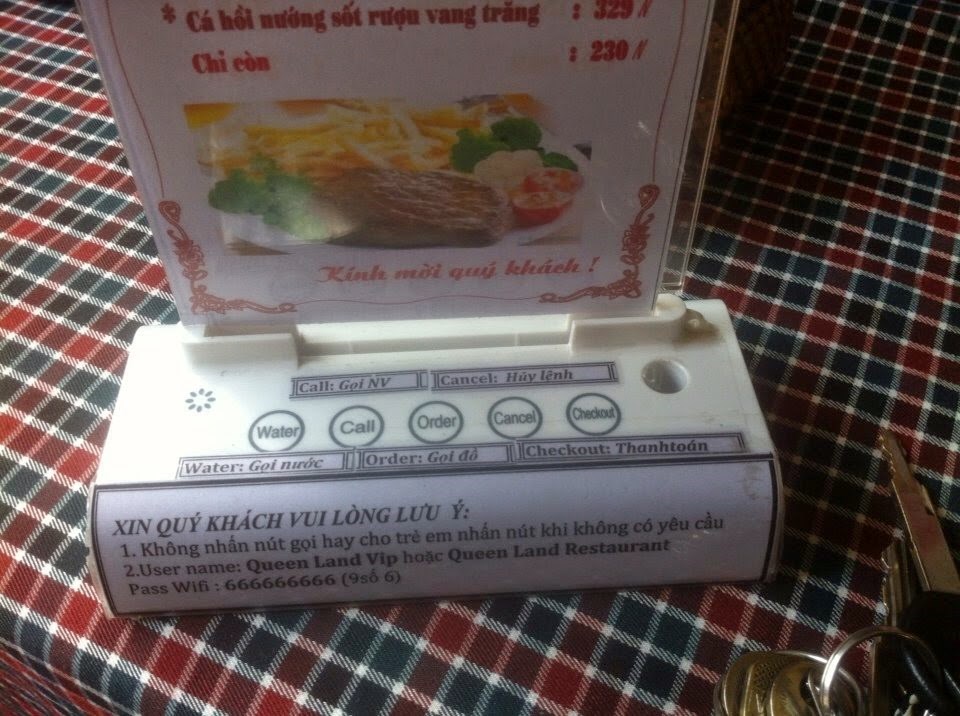 * Cá hồi nướng sốt rượu vang trắng : 329 N
Chỉ còn : 230 N
Kính mời quý khách !
Call: Gọi NV Cancel: Hủy lệnh
Water Call Order Cancel Checkout
Water: Gọi nước Order: Gọi đồ Checkout: Thanhtoán
XIN QUÝ KHÁCH VUI LÒNG LƯU Ý:
1. Không nhấn nút gọi hay cho trẻ em nhấn nút khi không có yêu cầu
2.User name: Queen Land Vip hoặc Queen Land Restaurant
Pass Wifi : 666666666 (9số 6)